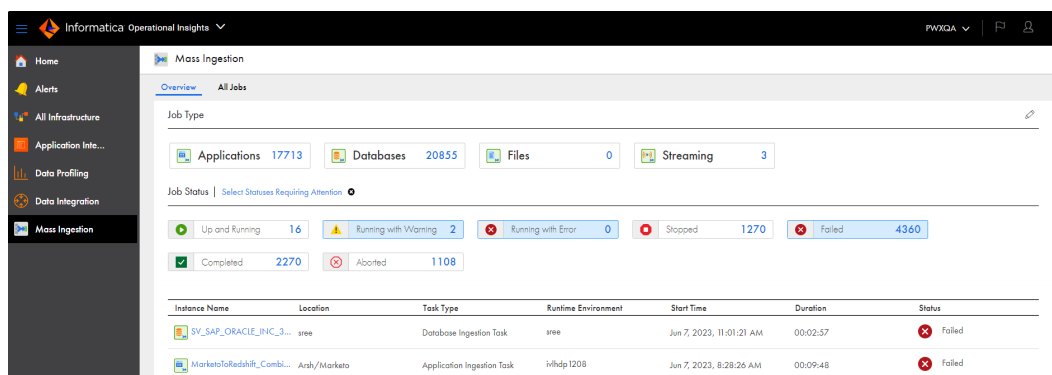 Informatica Operational Insights
PWXQA
Home
Alerts
All Infrastructure
Application Inte...
Data Profiling
Data Integration
Mass Ingestion
Mass Ingestion
Overview All Jobs
Job Type
Applications 17713 Databases 20855 Files 0 Streaming 3
Job Status | Select Statuses Requiring Attention
Up and Running 16 Running with Warning 2 Running with Error 0 Stopped 1270 Failed 4360
Completed 2270 Aborted 1108
Instance Name Location Task Type Runtime Environment Start Time Duration Status
SV_SAP_ORACLE_INC_3... sree Database Ingestion Task sree Jun 7, 2023, 11:01:21 AM 00:02:57 Failed
MarketoToRedshift_Combi... Arsh/Marketo Application Ingestion Task ivlhdp1208 Jun 7, 2023, 8:28:26 AM 00:09:48 Failed